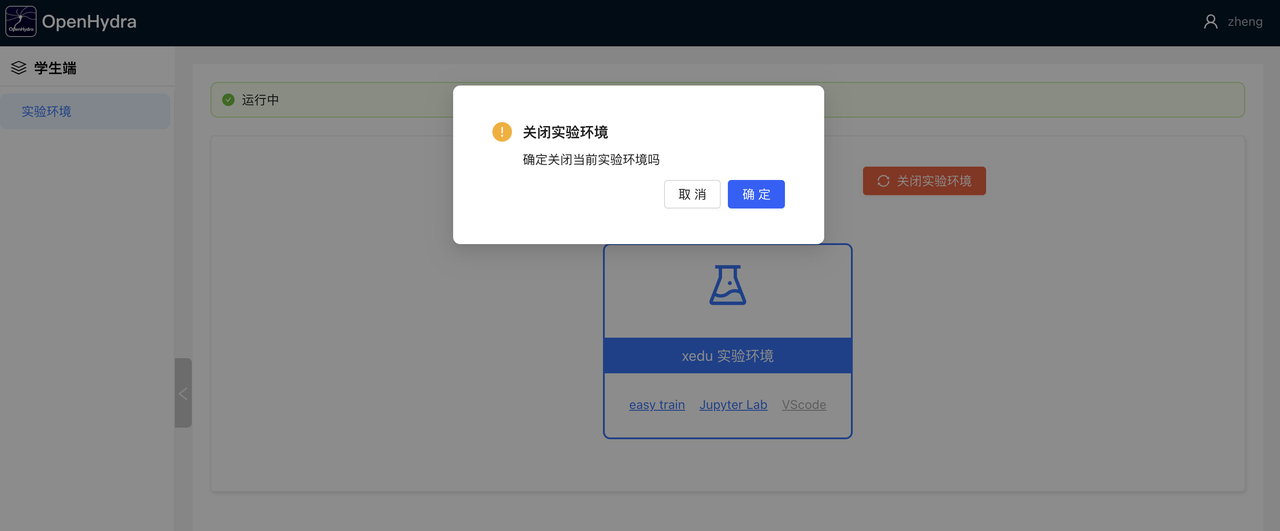 OpenHydra
OpenHydra
zheng
学生端
实验环境
运行中
关闭实验环境
确定关闭当前实验环境吗
取 消
确 定
关闭实验环境
xedu 实验环境
easy train
Jupyter Lab
VScode